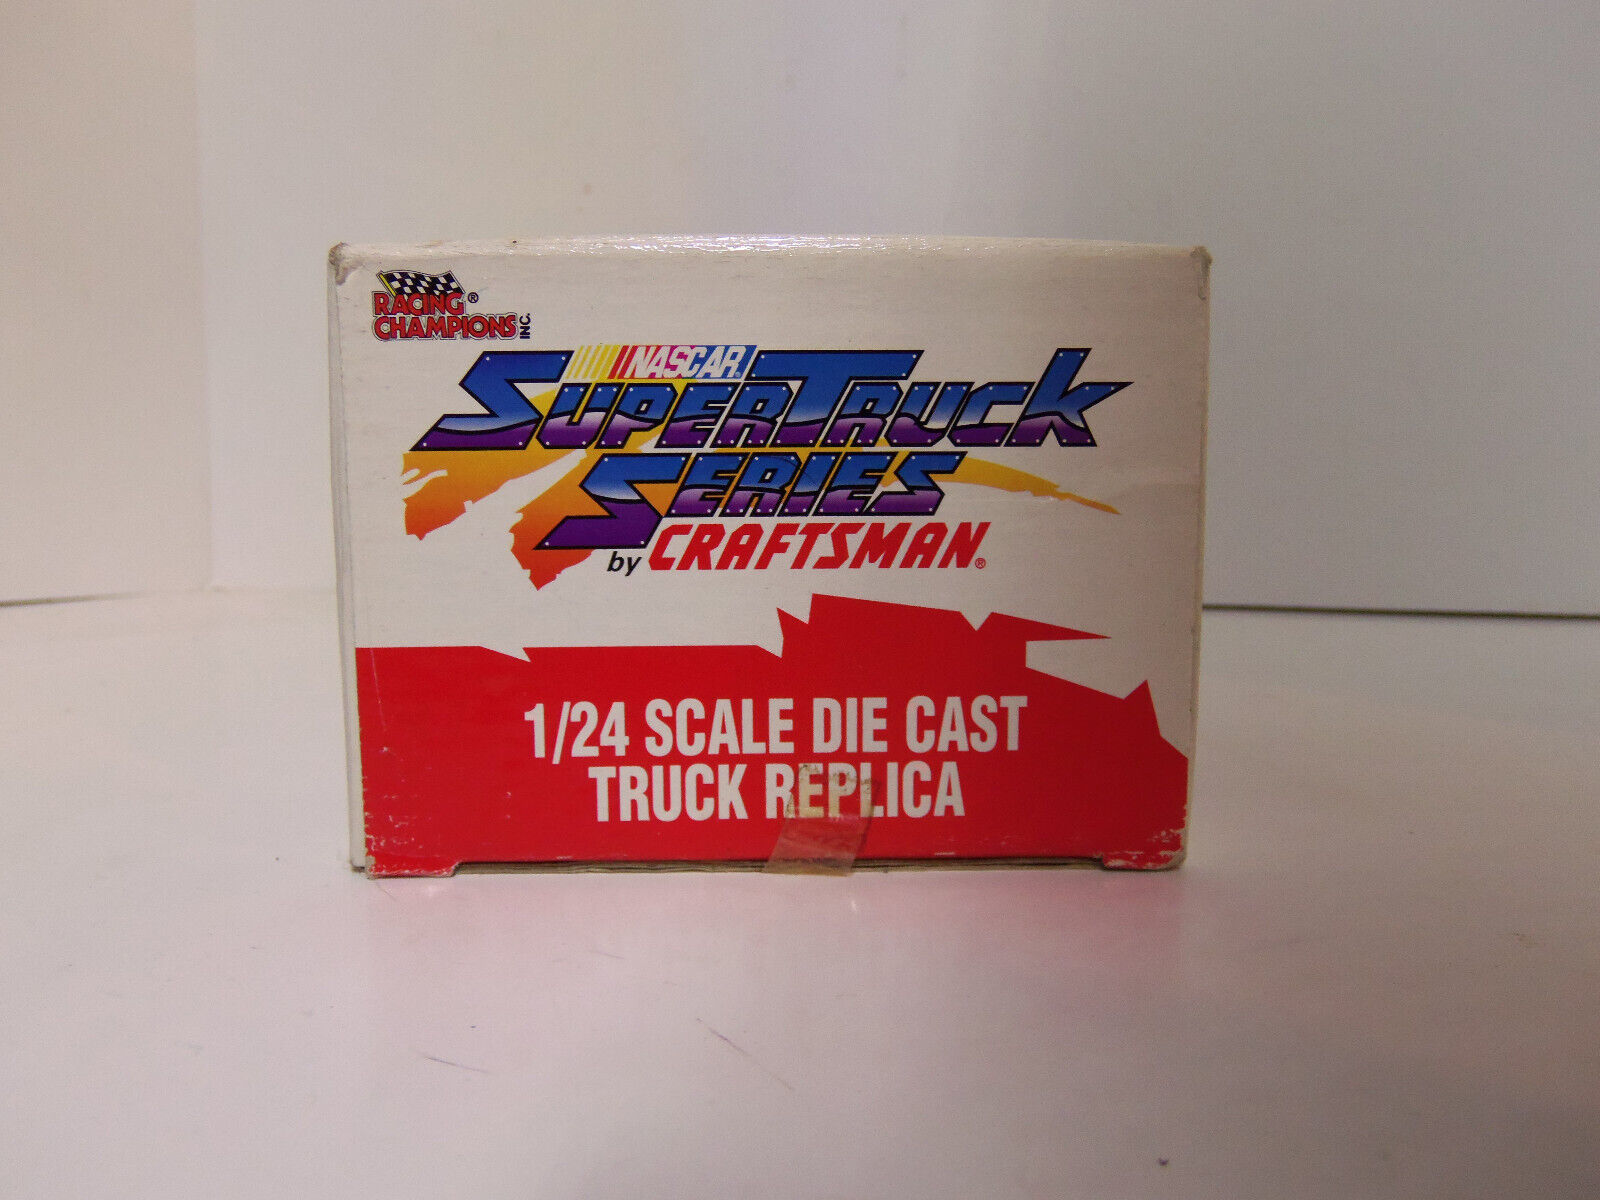 RACING ®
CHAMPIONS INC.
NASCAR®
SUPERTRUCK
SERIES
by CRAFTSMAN®
1/24 SCALE DIE CAST
TRUCK REPLICA